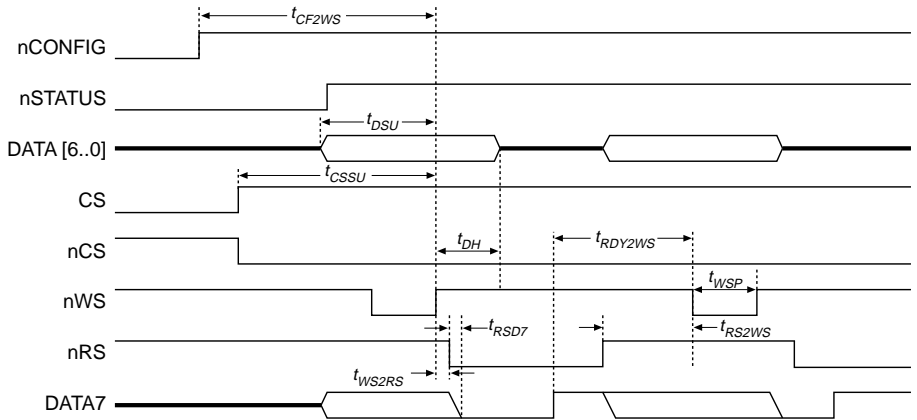 tCF2WS
nCONFIG
nSTATUS
tDSU
DATA [6..0]
tCSSU
CS
tDH
tRDY2WS
nCS
tWSP
nWS
tRSD7
tRS2WS
nRS
tWS2RS
DATA7